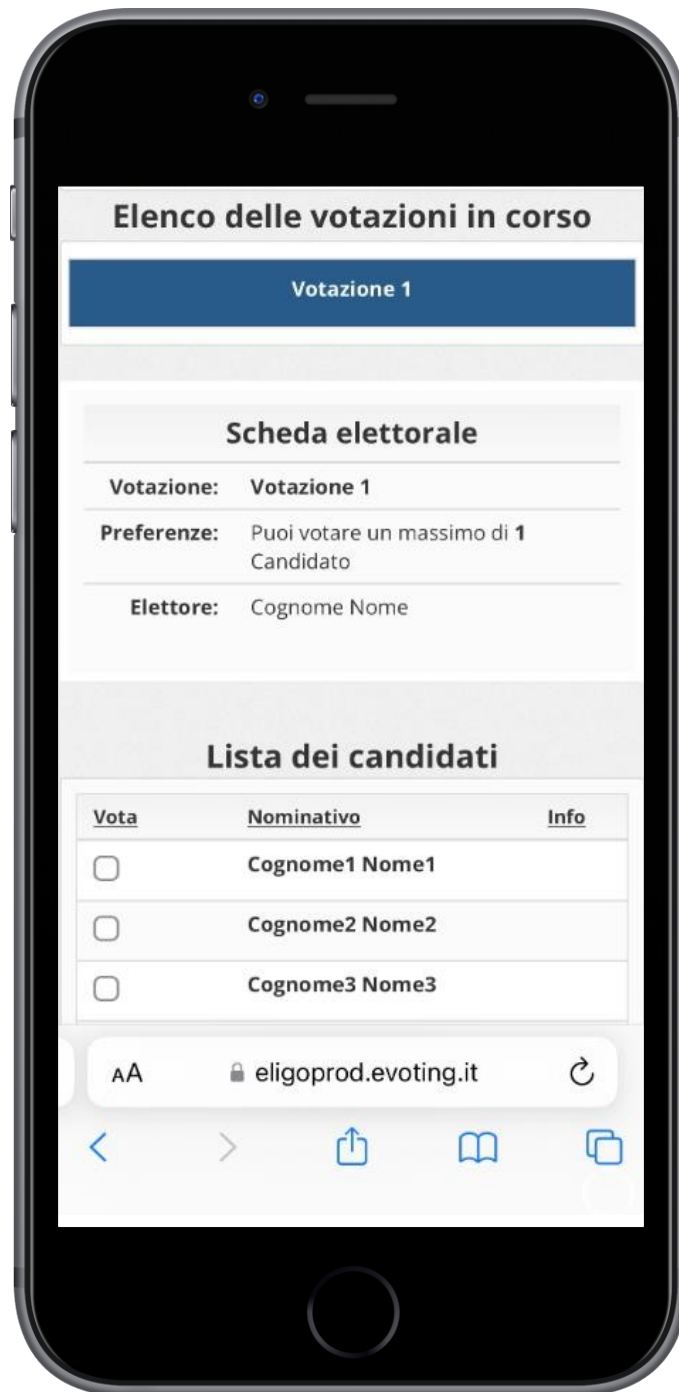 Elenco delle votazioni in corso
Votazione 1
Scheda elettorale
Votazione: Votazione 1
Preferenze: Puoi votare un massimo di 1
Candidato
Elettore: Cognome Nome
Lista dei candidati
Vota Nominativo Info
Cognome1 Nome1
Cognome2 Nome2
Cognome3 Nome3
AA eligoprod.evoting.it